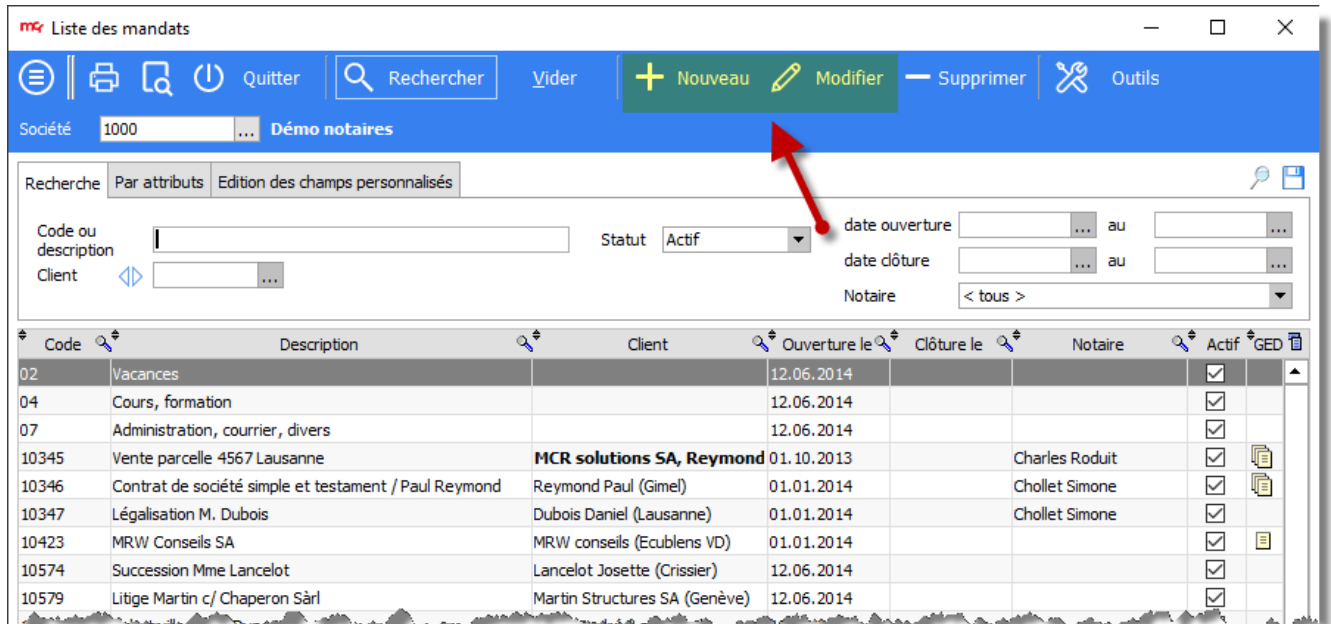 mcr Liste des mandats
Quitter Rechercher Vider Nouveau Modifier Supprimer Outils
Société 1000 ... Démo notaires
Recherche Par attributs Edition des champs personnalisés
Code ou description Statut Actif date ouverture ... au ...
Client ... date clôture ... au ...
Notaire < tous >
Code Description Client Ouverture le Clôture le Notaire Actif GED
02 Vacances 12.06.2014
04 Cours, formation 12.06.2014
07 Administration, courrier, divers 12.06.2014
10345 Vente parcelle 4567 Lausanne MCR solutions SA, Reymond 01.10.2013 Charles Roduit
10346 Contrat de société simple et testament / Paul Reymond Reymond Paul (Gimel) 01.01.2014 Chollet Simone
10347 Légalisation M. Dubois Dubois Daniel (Lausanne) 01.01.2014 Chollet Simone
10423 MRW Conseils SA MRW conseils (Ecublens VD) 01.01.2014
10574 Succession Mme Lancelot Lancelot Josette (Crissier) 12.06.2014
10579 Litige Martin c/ Chaperon Sàrl Martin Structures SA (Genève) 12.06.2014